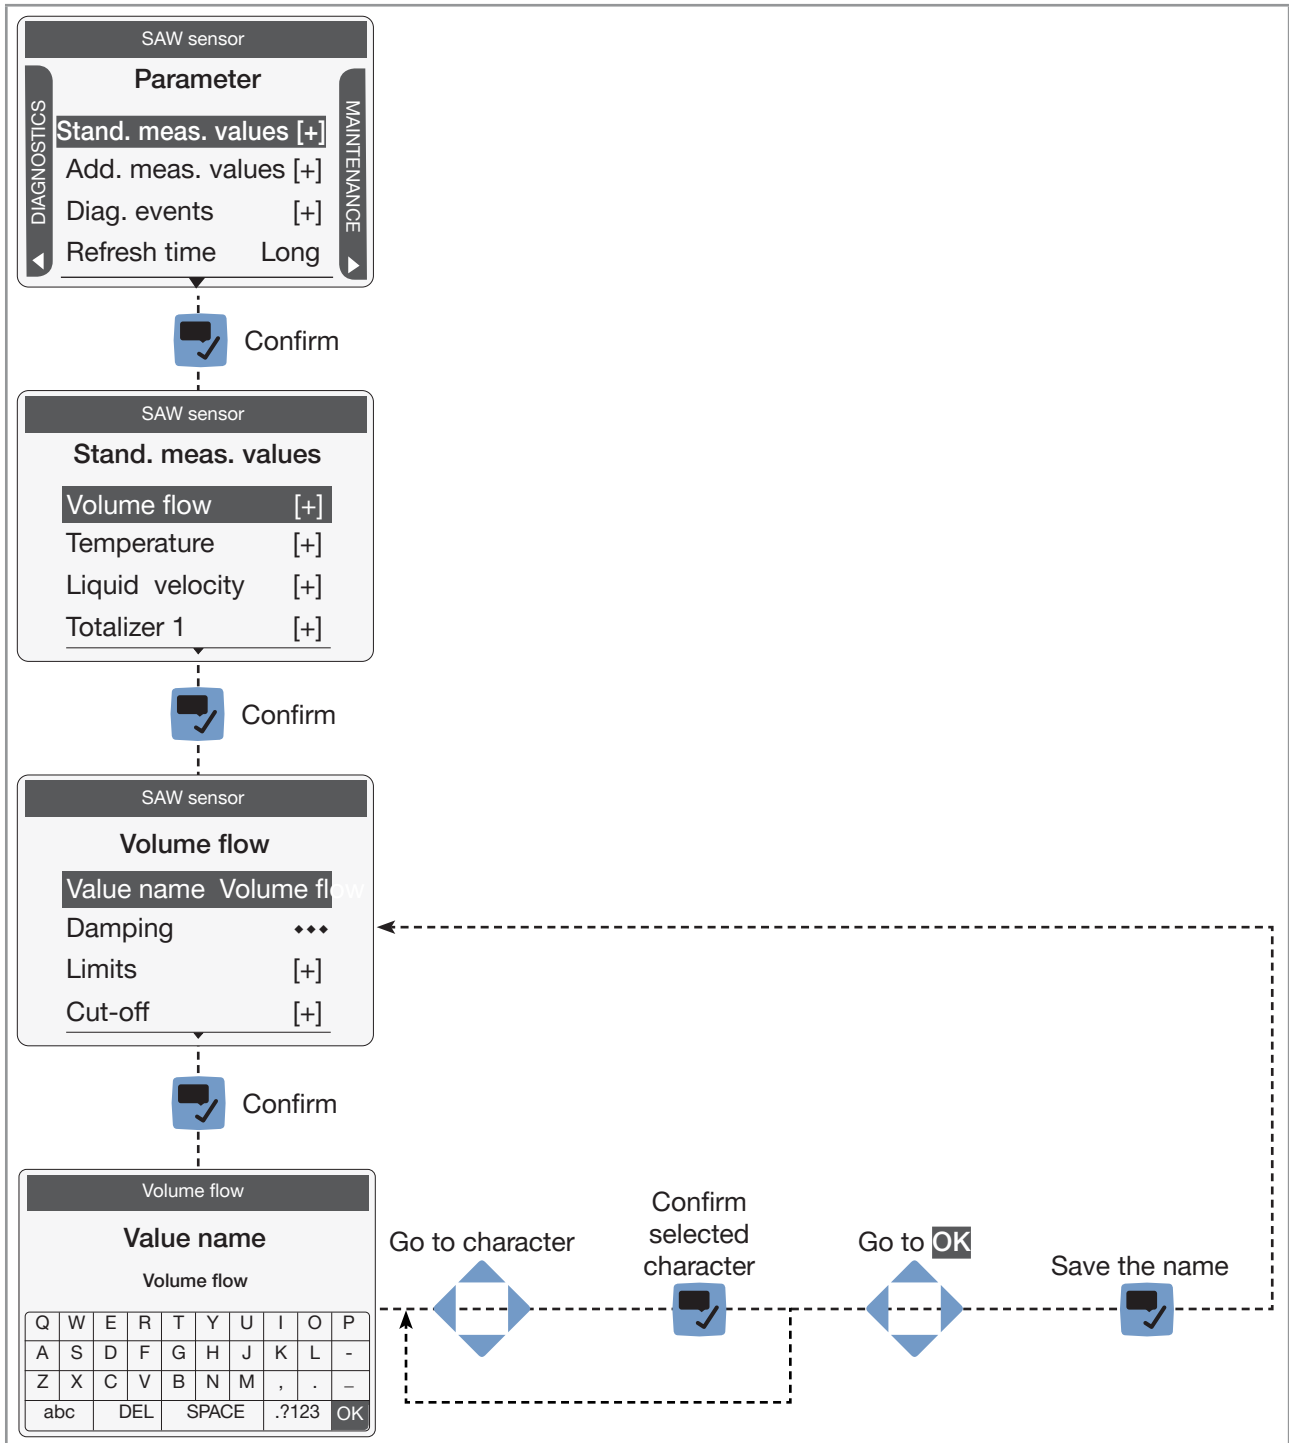 SAW sensor
Parameter
DIAGNOSTICS
MAINTENANCE
Stand. meas. values [+]
Add. meas. values [+]
Diag. events [+]
Refresh time Long
Confirm
SAW sensor
Stand. meas. values
Volume flow [+]
Temperature [+]
Liquid velocity [+]
Totalizer 1 [+]
Confirm
SAW sensor
Volume flow
Value name Volume flow
Damping
Limits [+]
Cut-off [+]
Confirm
Volume flow
Value name
Volume flow
Q W E R T Y U I O P
A S D F G H J K L -
Z X C V B N M , . _
abc DEL SPACE .?123 OK
Go to character
Confirm
selected
character
Go to OK
Save the name